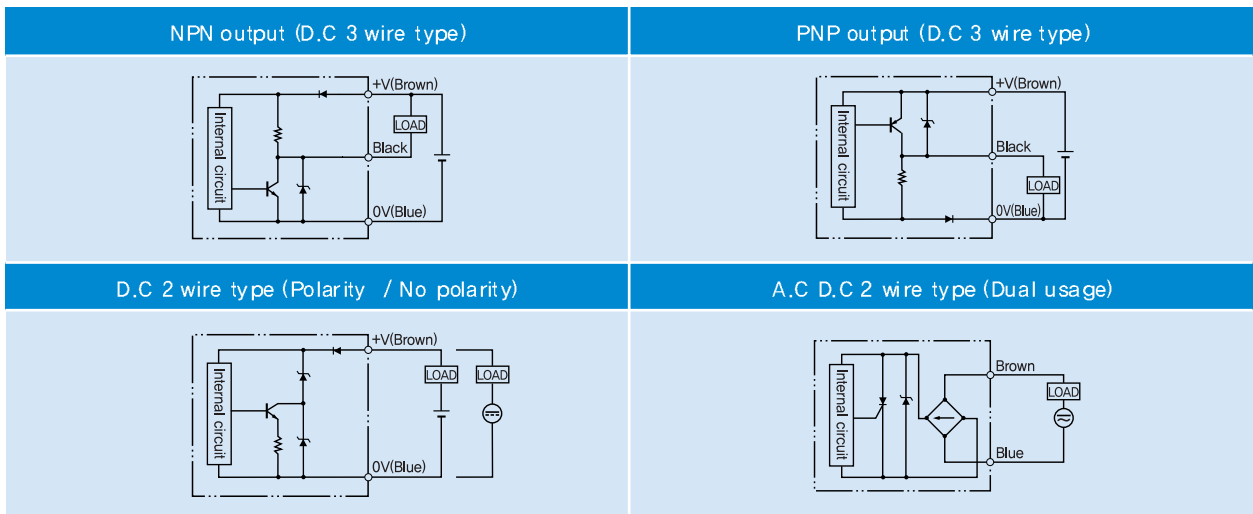 NPN output (D.C 3 wire type)
PNP output (D.C 3 wire type)
+V(Brown)
LOAD
Internal circuit
Black
0V(Blue)
+V(Brown)
Internal circuit
Black
LOAD
0V(Blue)
D.C 2 wire type (Polarity / No polarity)
A.C D.C 2 wire type (Dual usage)
+V(Brown)
Internal circuit
LOAD
LOAD
0V(Blue)
Brown
Internal circuit
LOAD
Blue